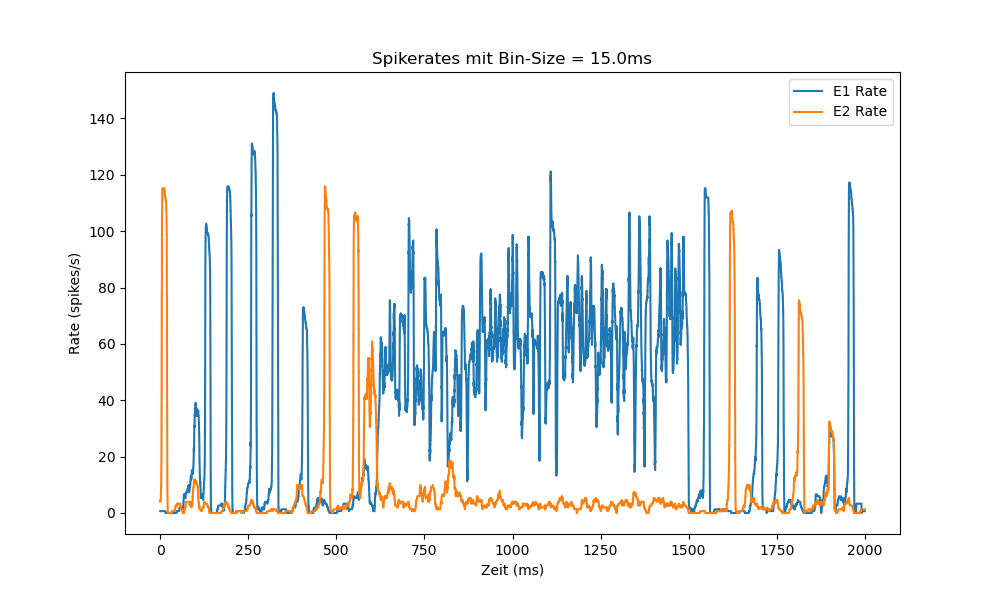 Spikerates mit Bin-Size = 15.0ms
E1 Rate
E2 Rate
Rate (spikes/s)
140
120
100
80
60
40
20
0
0 250 500 750 1000 1250 1500 1750 2000
Zeit (ms)